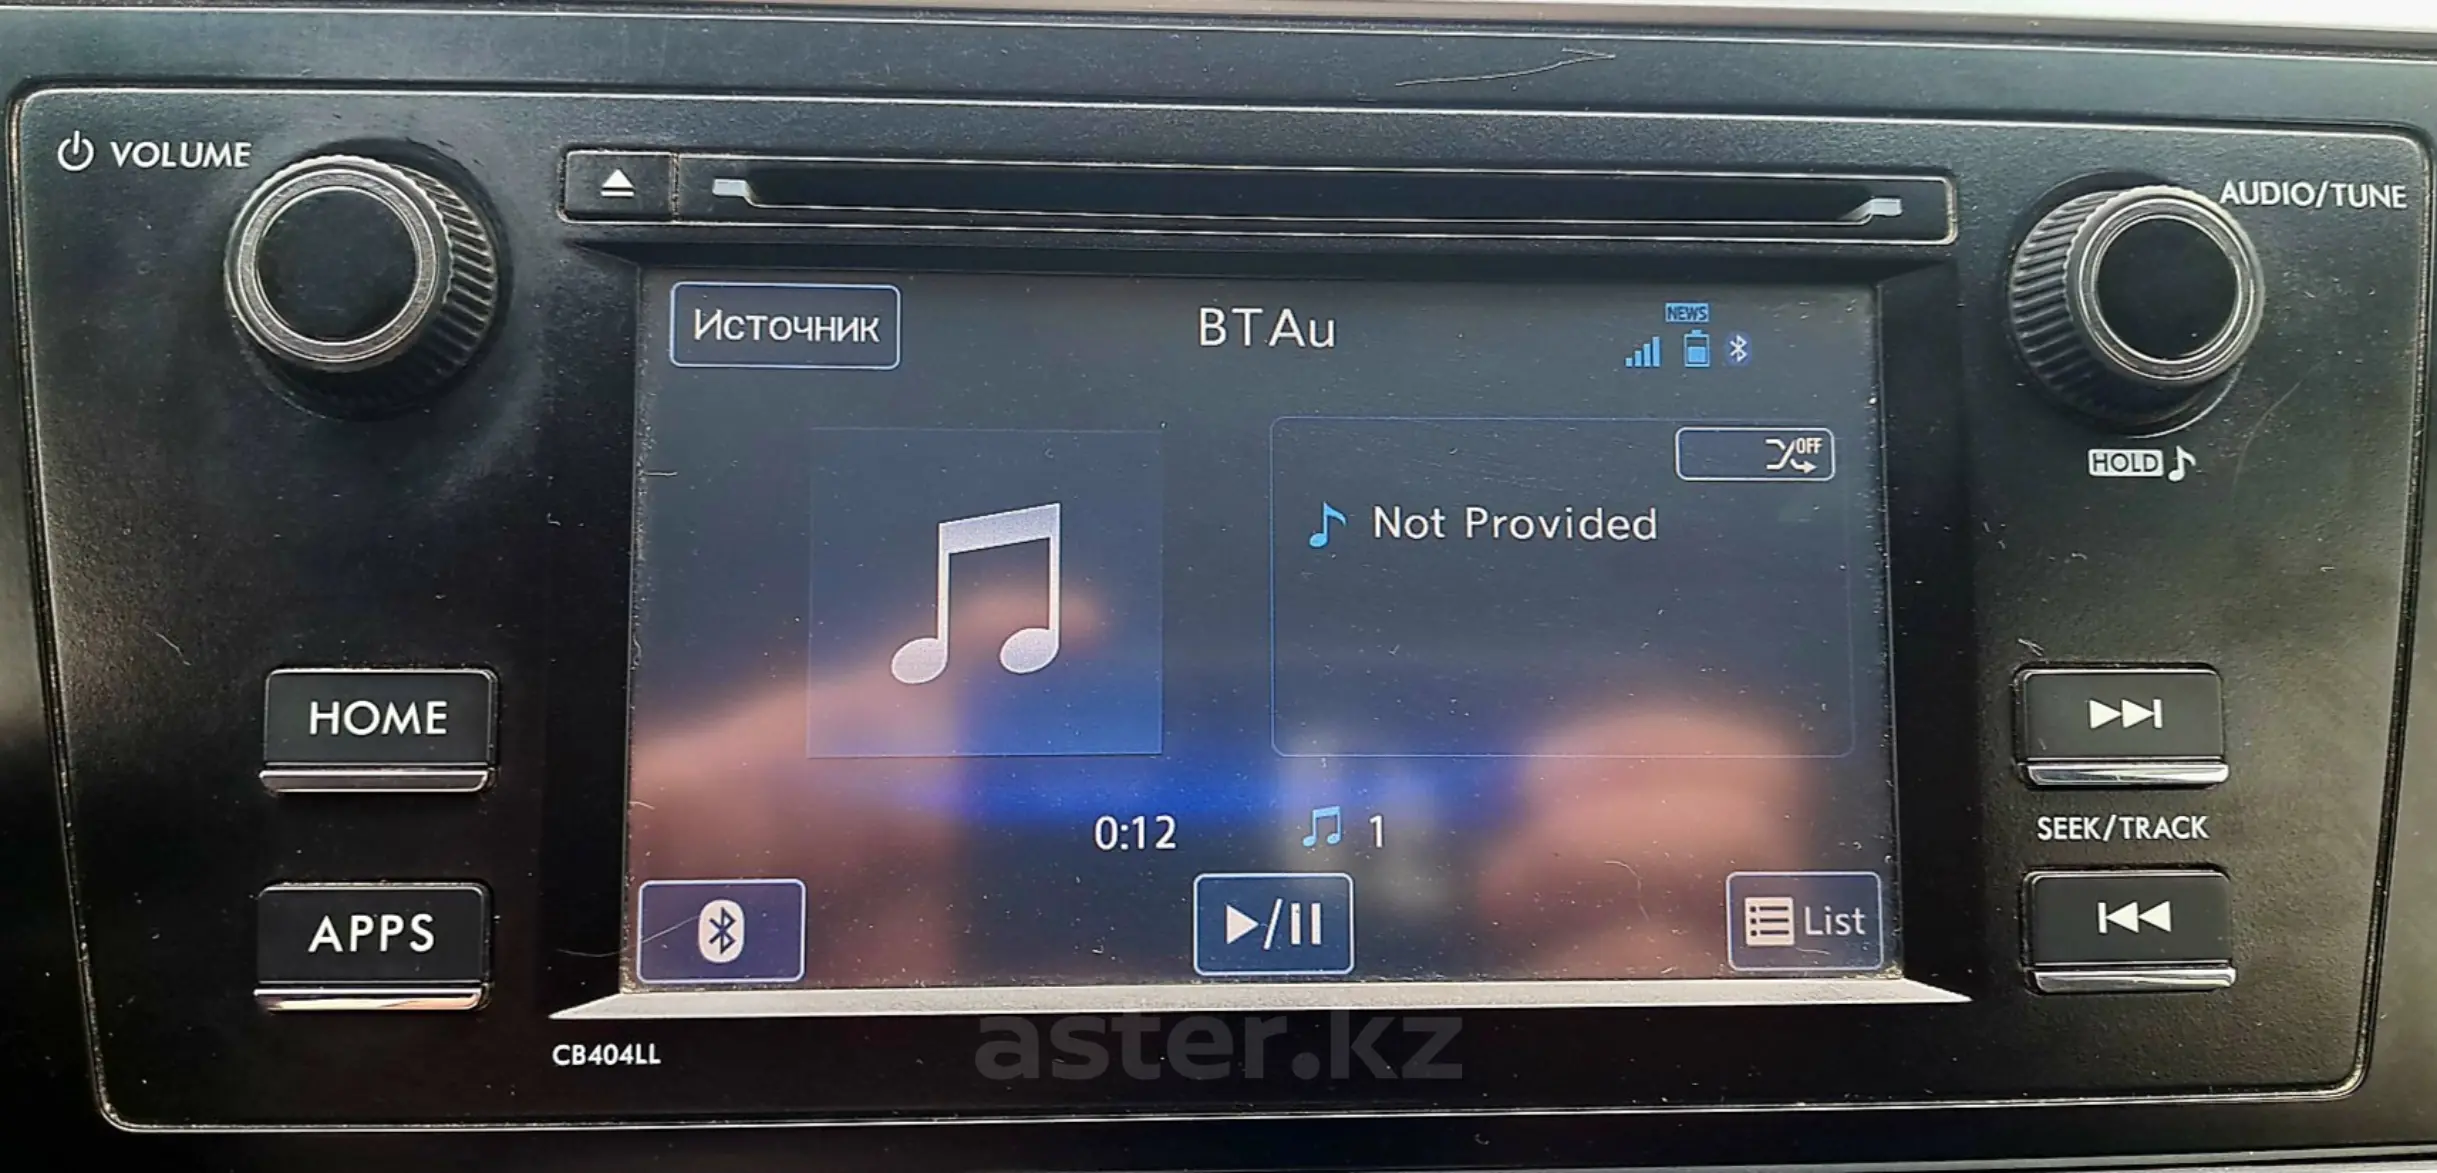 VOLUME
AUDIO/TUNE
Источник
BTAu
NEWS
OFF
HOLD
Not Provided
HOME
0:12
1
SEEK/TRACK
APPS
List
CB404LL
aster.kz